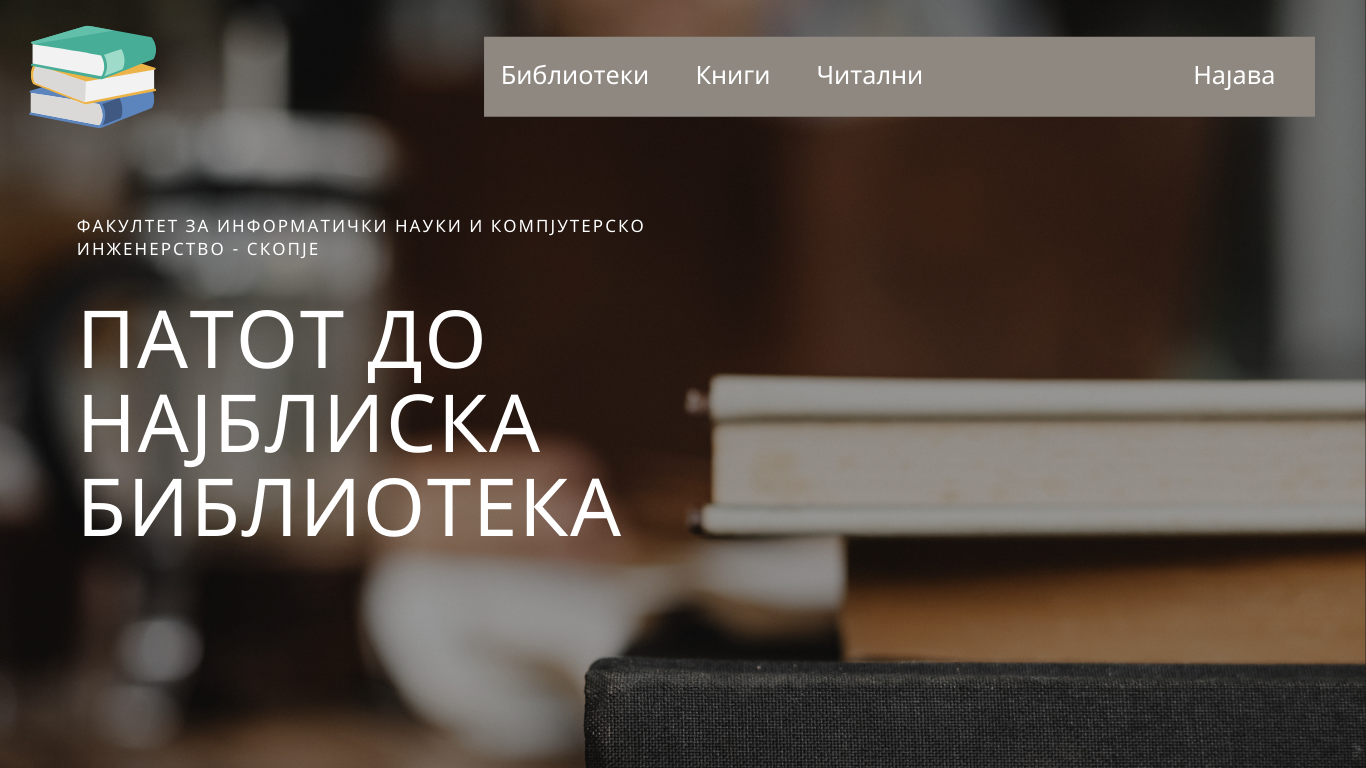 Библиотеки Книги Читални Најава
ФАКУЛТЕТ ЗА ИНФОРМАТИЧКИ НАУКИ И КОМПЈУТЕРСКО
ИНЖЕНЕРСТВО - СКОПЈЕ
ПАТОТ ДО
НАЈБЛИСКА
БИБЛИОТЕКА